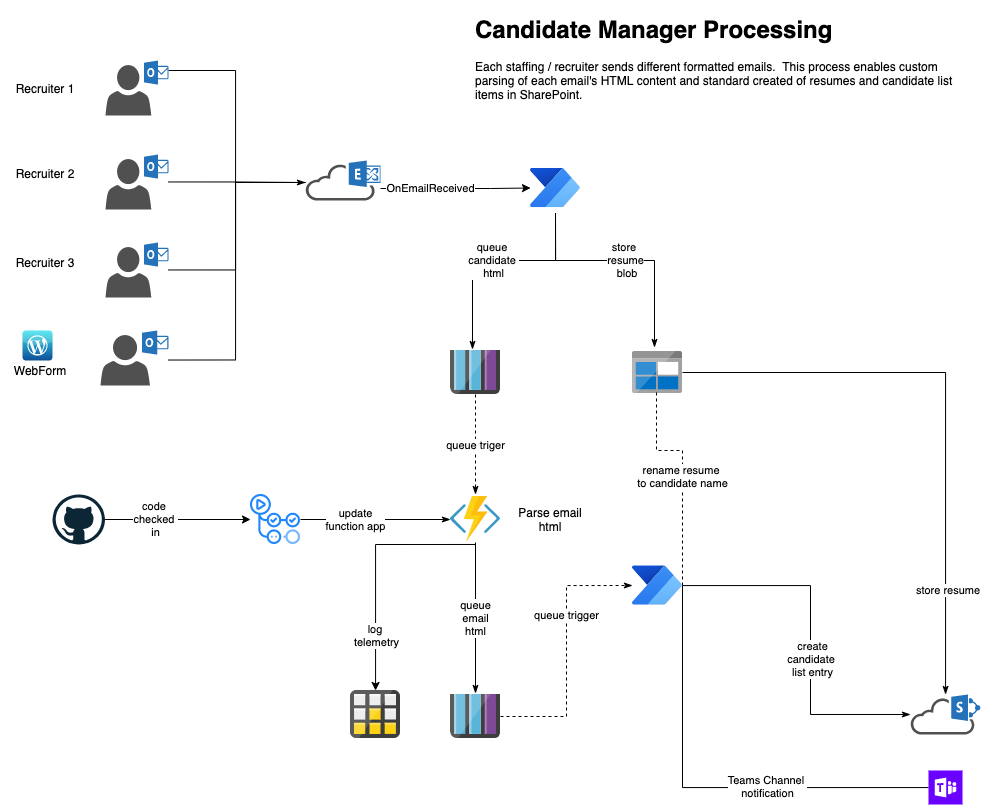 Candidate Manager Processing
Each staffing / recruiter sends different formatted emails.  This process enables custom
parsing of each email's HTML content and standard created of resumes and candidate list
items in SharePoint.
Recruiter 1
Recruiter 2
Recruiter 3
WebForm
E
OnEmailReceived
queue
candidate
html
store
resume
blob
queue triger
rename resume
to candidate name
code
checked
in
update
function app
Parse email
html
log
telemetry
queue
email
html
queue trigger
create
candidate
list entry
store resume
S
Teams Channel
notification